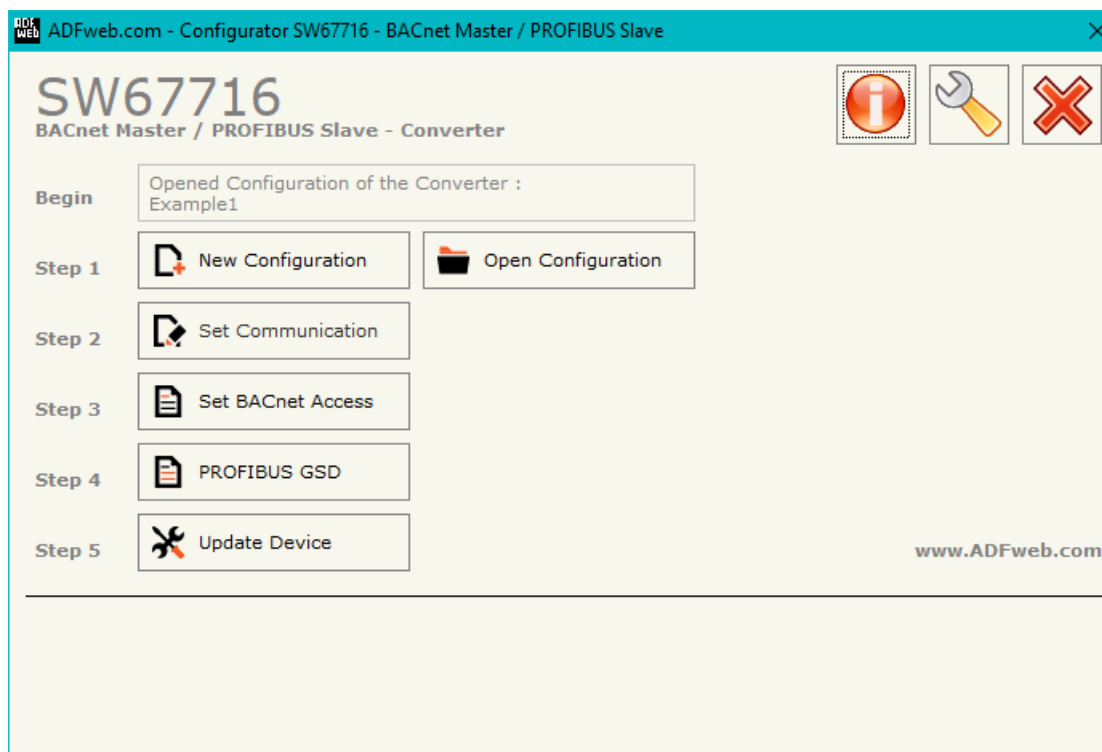 ADF
WEB
ADFweb.com - Configurator SW67716 - BACnet Master / PROFIBUS Slave
SW67716
BACnet Master / PROFIBUS Slave - Converter
Begin
Opened Configuration of the Converter :
Example1
Step 1
New Configuration
Open Configuration
Step 2
Set Communication
Step 3
Set BACnet Access
Step 4
PROFIBUS GSD
Step 5
Update Device
www.ADFweb.com